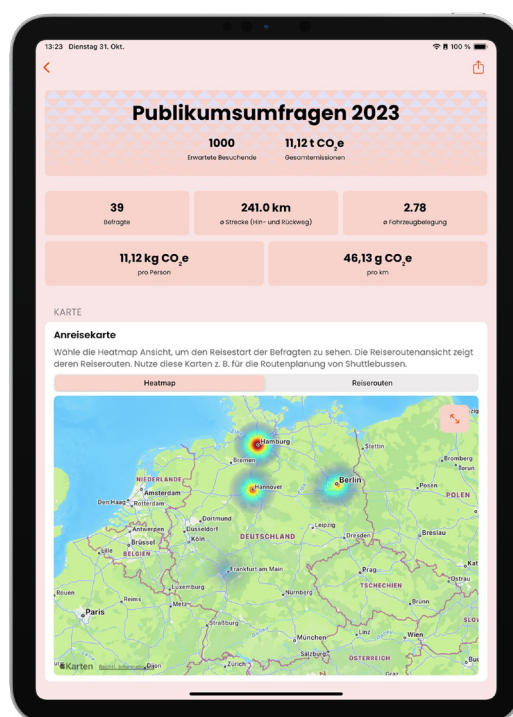 13:23 Dienstag 31. Okt.
100 %
Publikumsumfragen 2023
1000
Erwartete Besuchende
11,12 t CO₂e
Gesamtemissionen
39
Befragte
241.0 km
ø Strecke (Hin- und Rückweg)
2.78
ø Fahrzeugbelegung
11,12 kg CO₂e
pro Person
46,13 g CO₂e
pro km
KARTE
Anreisekarte
Wähle die Heatmap Ansicht, um den Reisestart der Befragten zu sehen. Die Reiseroutenansicht zeigt
deren Reiserouten. Nutze diese Karten z. B. für die Routenplanung von Shuttlebussen.
Heatmap
Reiserouten
Hamburg
Stettin
Bremen
Bromberg
Torun
NIEDERLANDE
Amsterdam
Hannover
Berlin
Posen
POLEN
Den Haag
Rotterdam
Antwerpen
Dortmund
Düsseldorf
Leipzig
Brüssel
Köln
DEUTSCHLAND
Dresden
Breslau
Lille
BELGIEN
Frankfurt am Main
Prag
Kat
Ostrau
Rouen
Reims
Luxemburg
Metz
Nürnberg
TSCHECHIEN
Brünn
Paris
Straßburg
SLOV
München
Linz
Wien
Karten
Dijon
Zürich
Salzburg
ÖSTERREICH
Graz
Bu